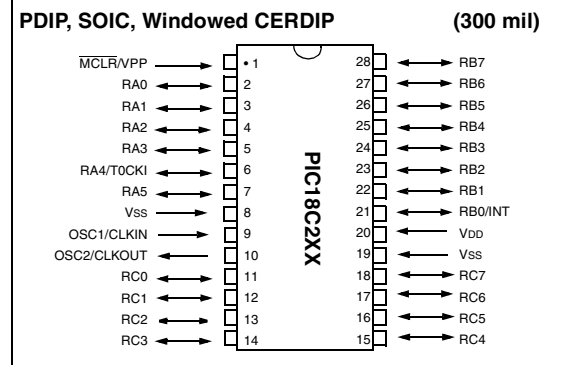 PDIP, SOIC, Windowed CERDIP (300 mil)
MCLR/VPP • 1 28 RB7
RA0 2 27 RB6
RA1 3 26 RB5
RA2 4 25 RB4
RA3 5 24 RB3
RA4/T0CKI 6 23 RB2
RA5 7 22 RB1
VSS 8 21 RB0/INT
OSC1/CLKIN 9 20 VDD
OSC2/CLKOUT 10 19 VSS
RC0 11 18 RC7
RC1 12 17 RC6
RC2 13 16 RC5
RC3 14 15 RC4
PIC18C2XX